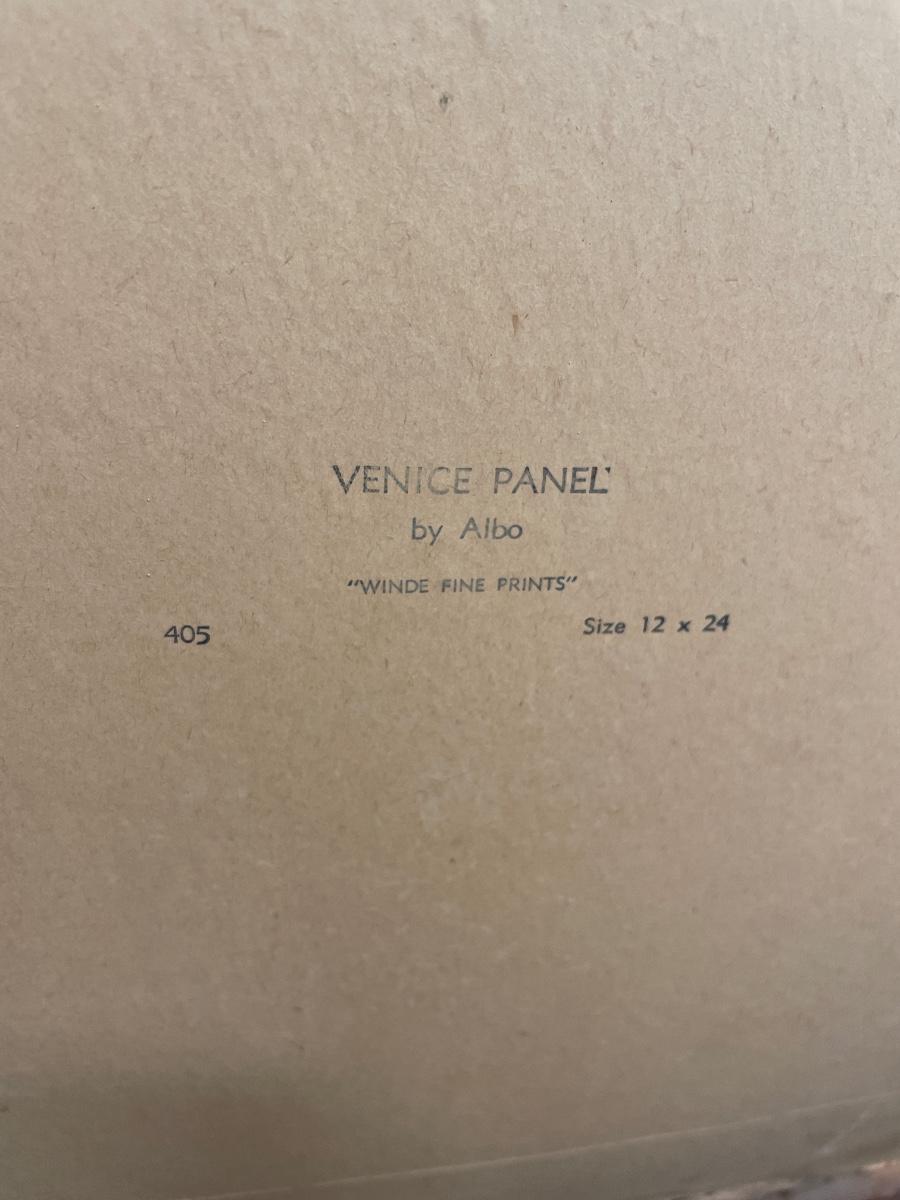 VENICE PANEL
by Albo
"WINDE FINE PRINTS"
405 Size 12 x 24